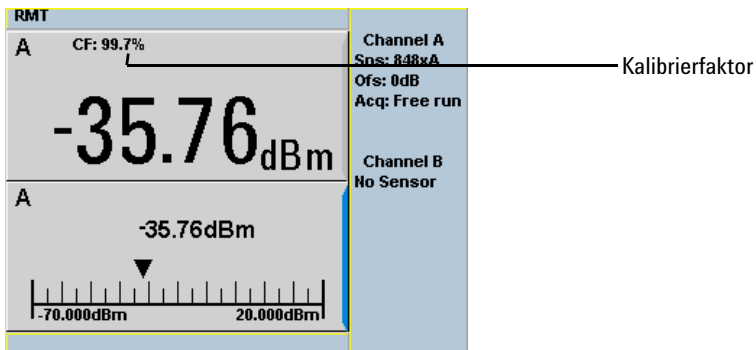 RMT
A CF: 99.7%
-35.76dBm
A
-35.76dBm
-70.000dBm 20.000dBm
Channel A
Sns: 848xA
Ofs: 0dB
Acq: Free run
Channel B
No Sensor
Kalibrierfaktor